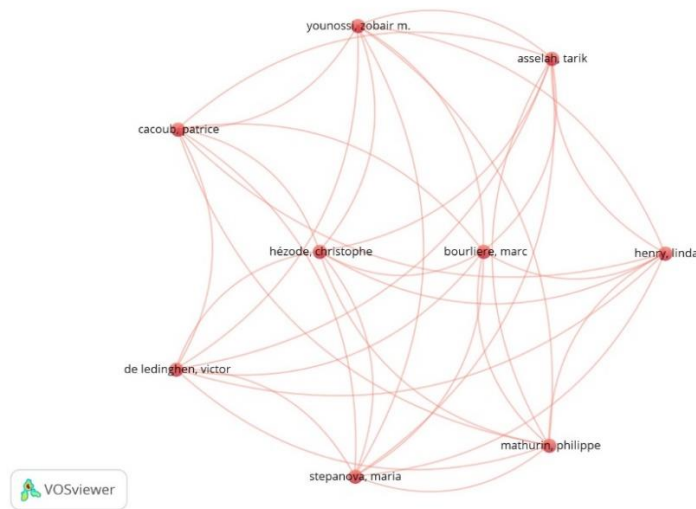 younossi, zobair m.
asselah, tarik
cacoub, patrice
hézode, christophe
bourliere, marc
henry, linda
de ledinghen, victor
mathurin, philippe
stepanova, maria
VOSviewer